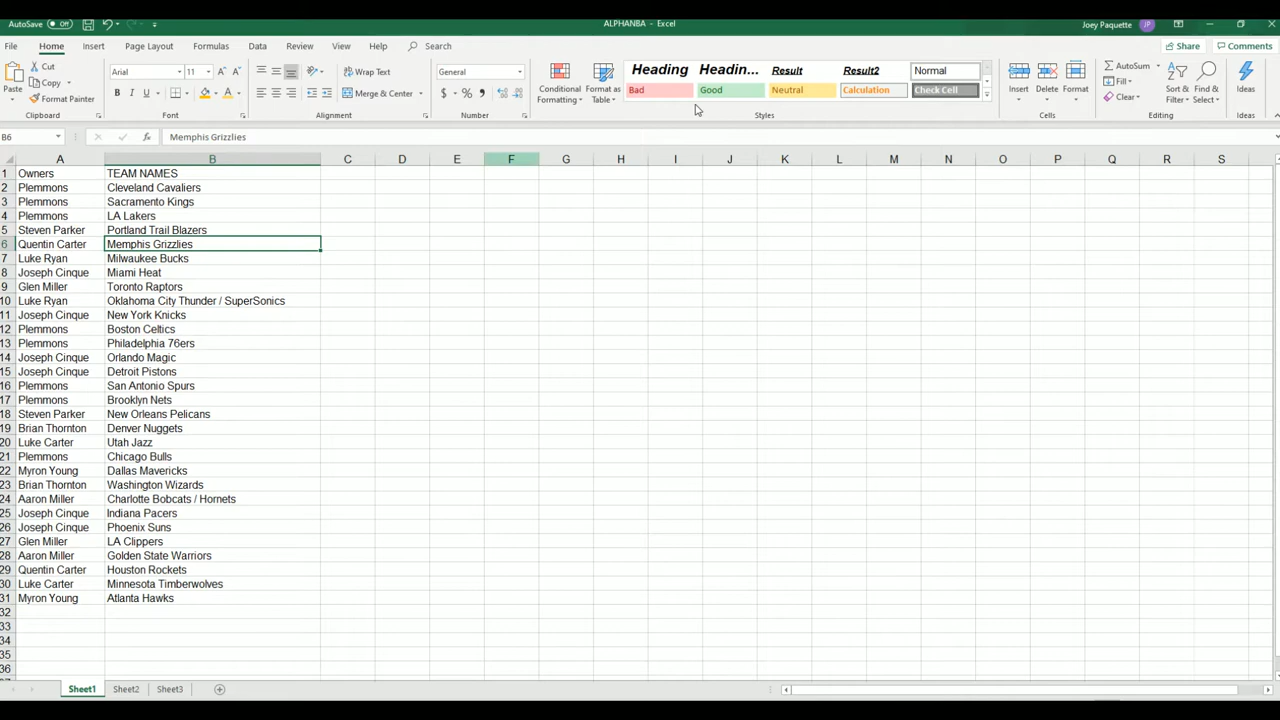 AutoSave Off ALPHANBA – Excel Joey Paquette JP
File Home Insert Page Layout Formulas Data Review View Help Search Share Comments
Cut
Copy
Format Painter
Paste
Clipboard
Arial 11
B I U
Font
Wrap Text
Merge & Center
Alignment
General
$ % 9
Number
Conditional Formatting
Format as Table
Heading Headin... Result Result2 Normal
Bad Good Neutral Calculation Check Cell
Styles
Insert Delete Format
Cells
AutoSum
Fill
Clear
Sort & Filter
Find & Select
Editing
Ideas
Ideas
B6 fx Memphis Grizzlies
A B C D E F G H I J K L M N O P Q R S
1 Owners TEAM NAMES
2 Plemmons Cleveland Cavaliers
3 Plemmons Sacramento Kings
4 Plemmons LA Lakers
5 Steven Parker Portland Trail Blazers
6 Quentin Carter Memphis Grizzlies
7 Luke Ryan Milwaukee Bucks
8 Joseph Cinque Miami Heat
9 Glen Miller Toronto Raptors
10 Luke Ryan Oklahoma City Thunder / SuperSonics
11 Joseph Cinque New York Knicks
12 Plemmons Boston Celtics
13 Plemmons Philadelphia 76ers
14 Joseph Cinque Orlando Magic
15 Joseph Cinque Detroit Pistons
16 Plemmons San Antonio Spurs
17 Plemmons Brooklyn Nets
18 Steven Parker New Orleans Pelicans
19 Brian Thornton Denver Nuggets
20 Luke Carter Utah Jazz
21 Plemmons Chicago Bulls
22 Myron Young Dallas Mavericks
23 Brian Thornton Washington Wizards
24 Aaron Miller Charlotte Bobcats / Hornets
25 Joseph Cinque Indiana Pacers
26 Joseph Cinque Phoenix Suns
27 Glen Miller LA Clippers
28 Aaron Miller Golden State Warriors
29 Quentin Carter Houston Rockets
30 Luke Carter Minnesota Timberwolves
31 Myron Young Atlanta Hawks
32
33
34
35
36
Sheet1 Sheet2 Sheet3